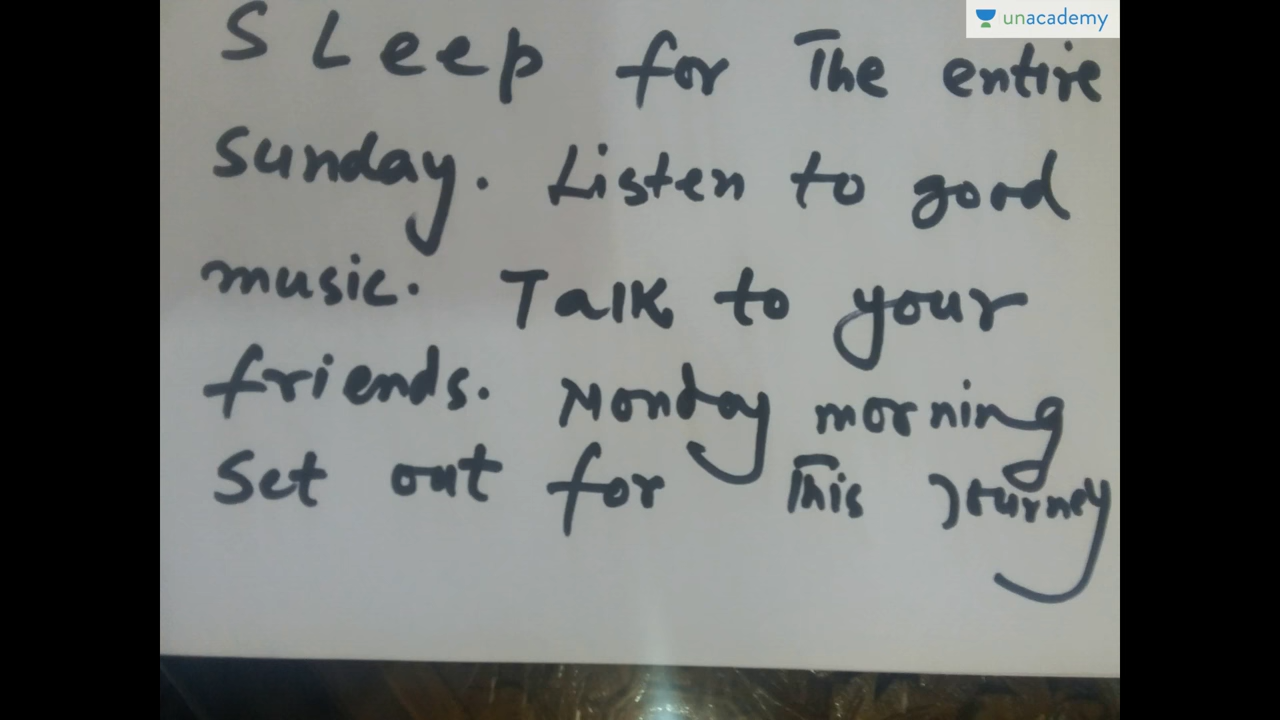 unacademy
Sleep for The entire
Sunday. Listen to good
music. Talk to your
friends. Monday morning
Set out for This Journey